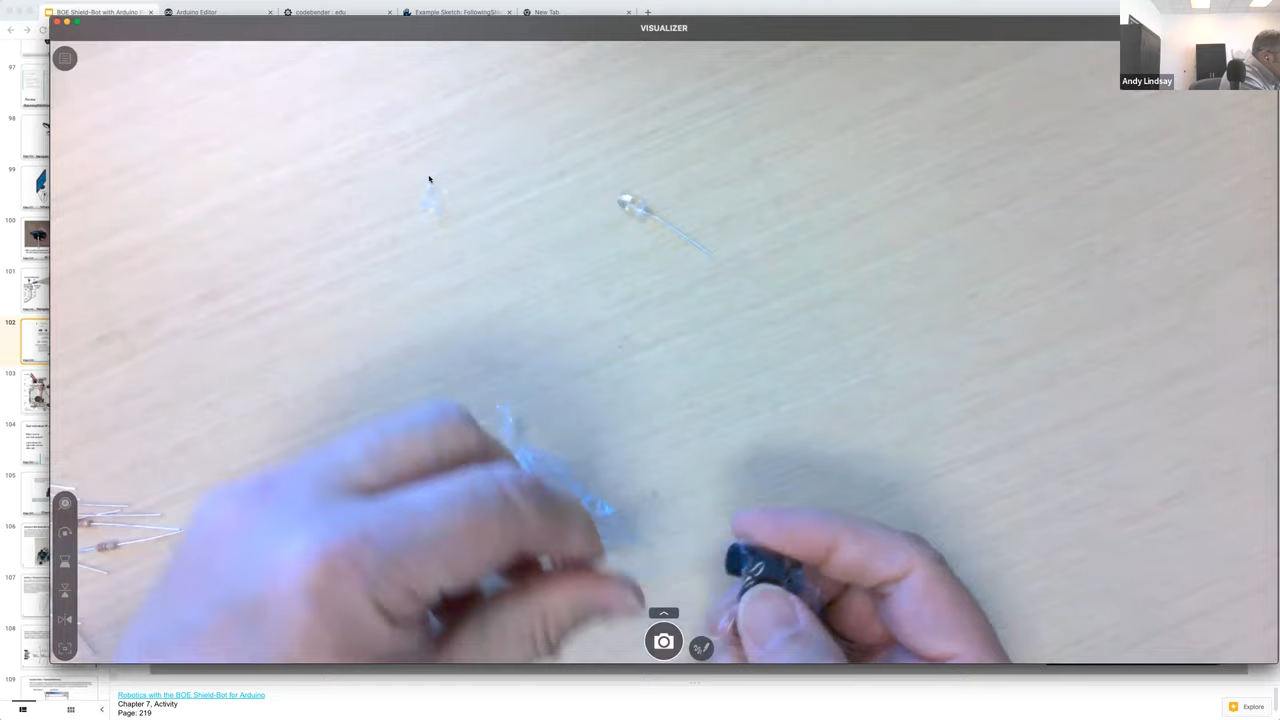 BOE Shield-Bot with Arduino R
Arduino Editor
codebender : edu
Example Sketch: FollowingShi
New Tab
VISUALIZER
Andy Lindsay
97
98
99
100
101
102
103
104
105
106
107
108
109
Robotics with the BOE Shield-Bot for Arduino
Chapter 7, Activity
Page: 219
Explore